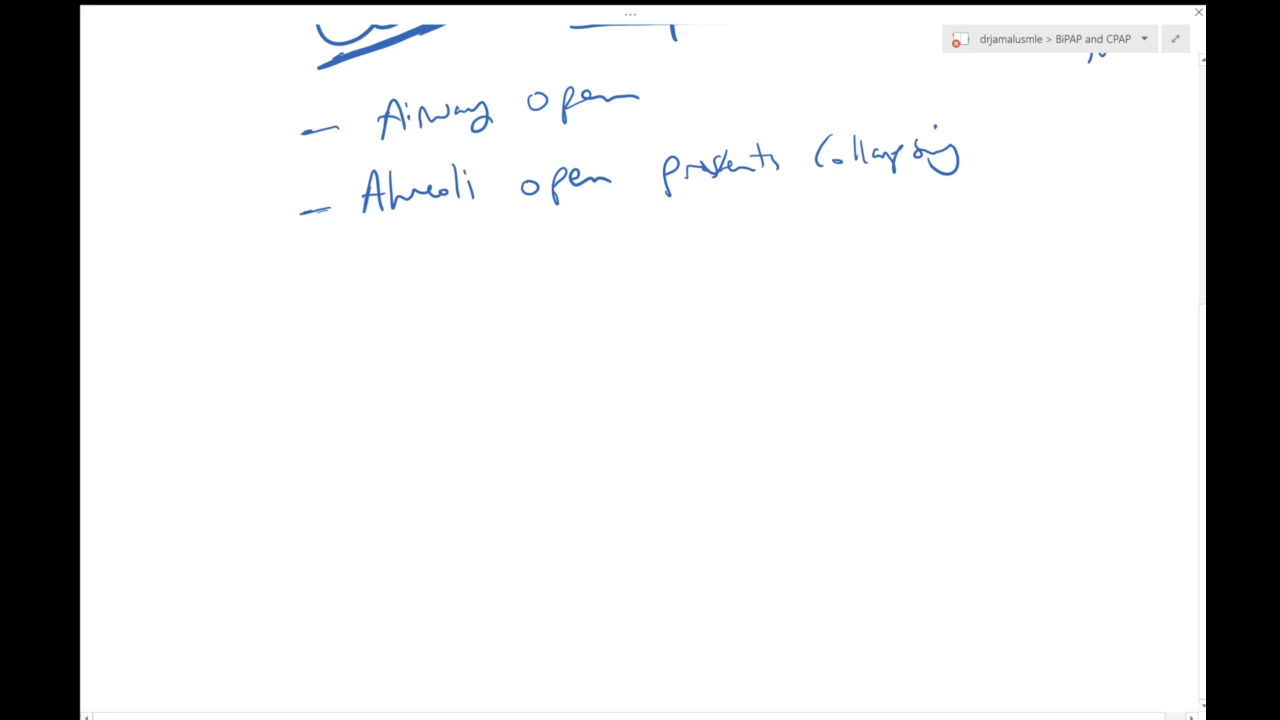 drjamalusmle > BiPAP and CPAP
- Airway open
- Alveoli open prevents Collapsing